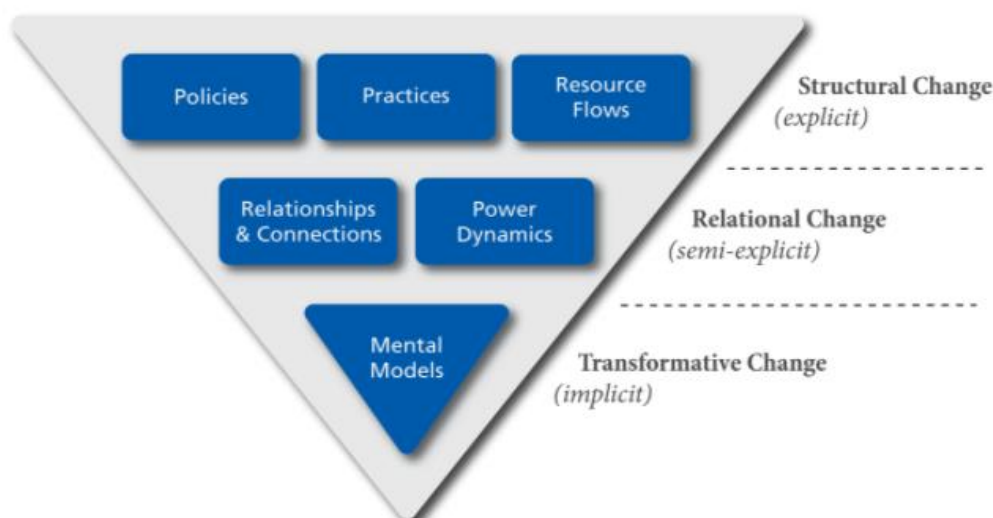 Policies
Practices
Resource
Flows
Structural Change
(explicit)
Relationships
& Connections
Power
Dynamics
Relational Change
(semi-explicit)
Mental
Models
Transformative Change
(implicit)